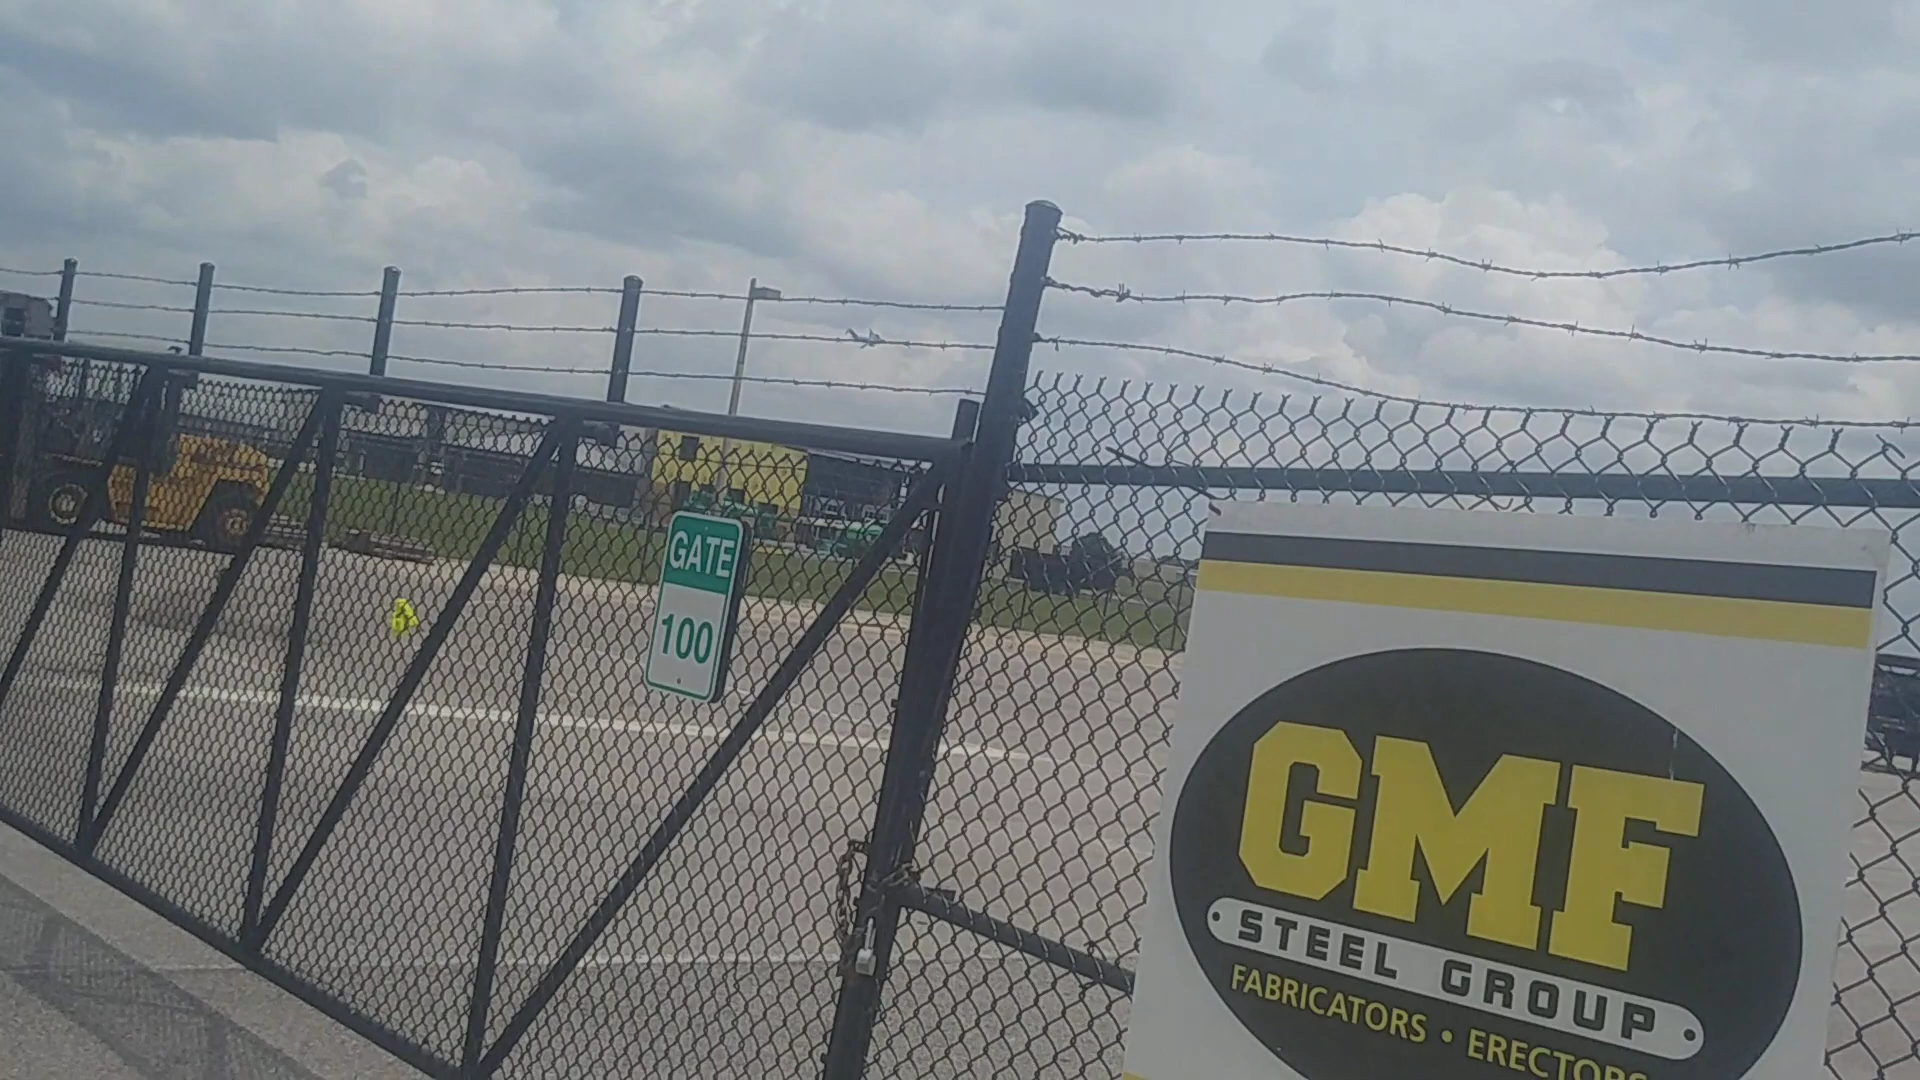 GATE
100
GMF
STEEL GROUP
FABRICATORS • ERECTORS